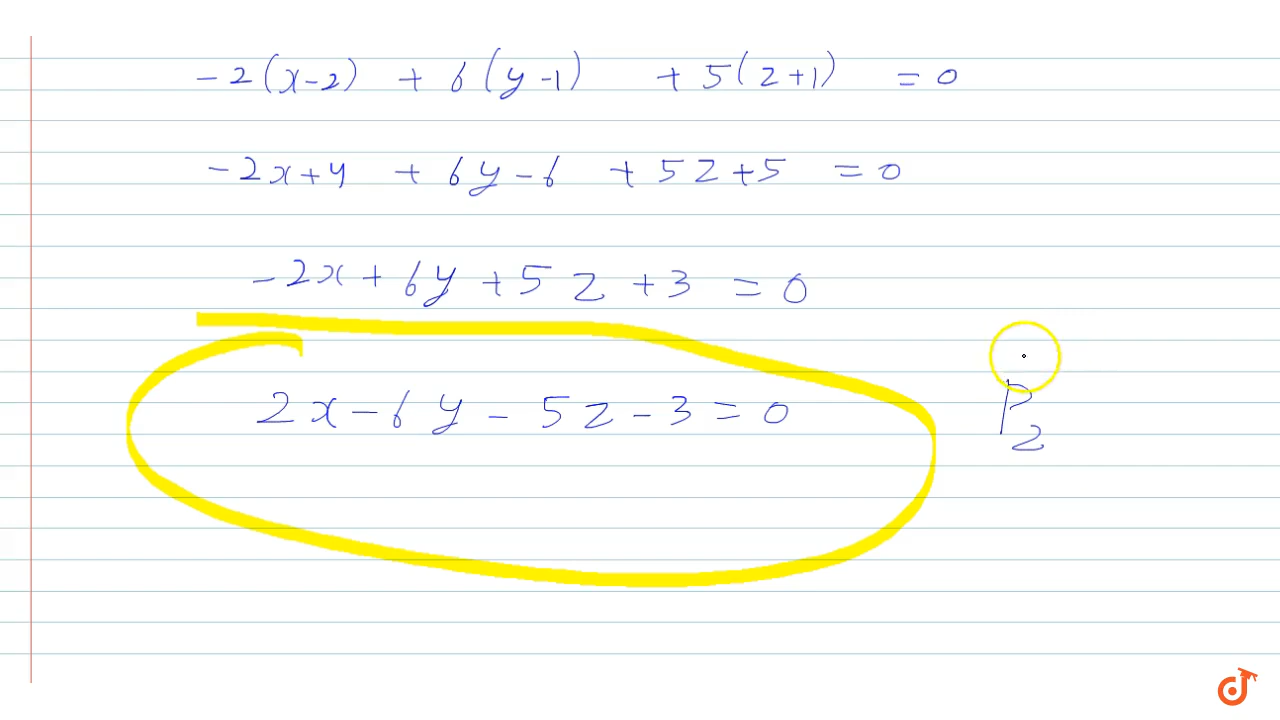 -2(x-2) + 6(y-1) + 5(z+1) = 0
-2x+4 + 6y-6 + 5z+5 = 0
-2x + 6y + 5z + 3 = 0
2x - 6y - 5z - 3 = 0
P2